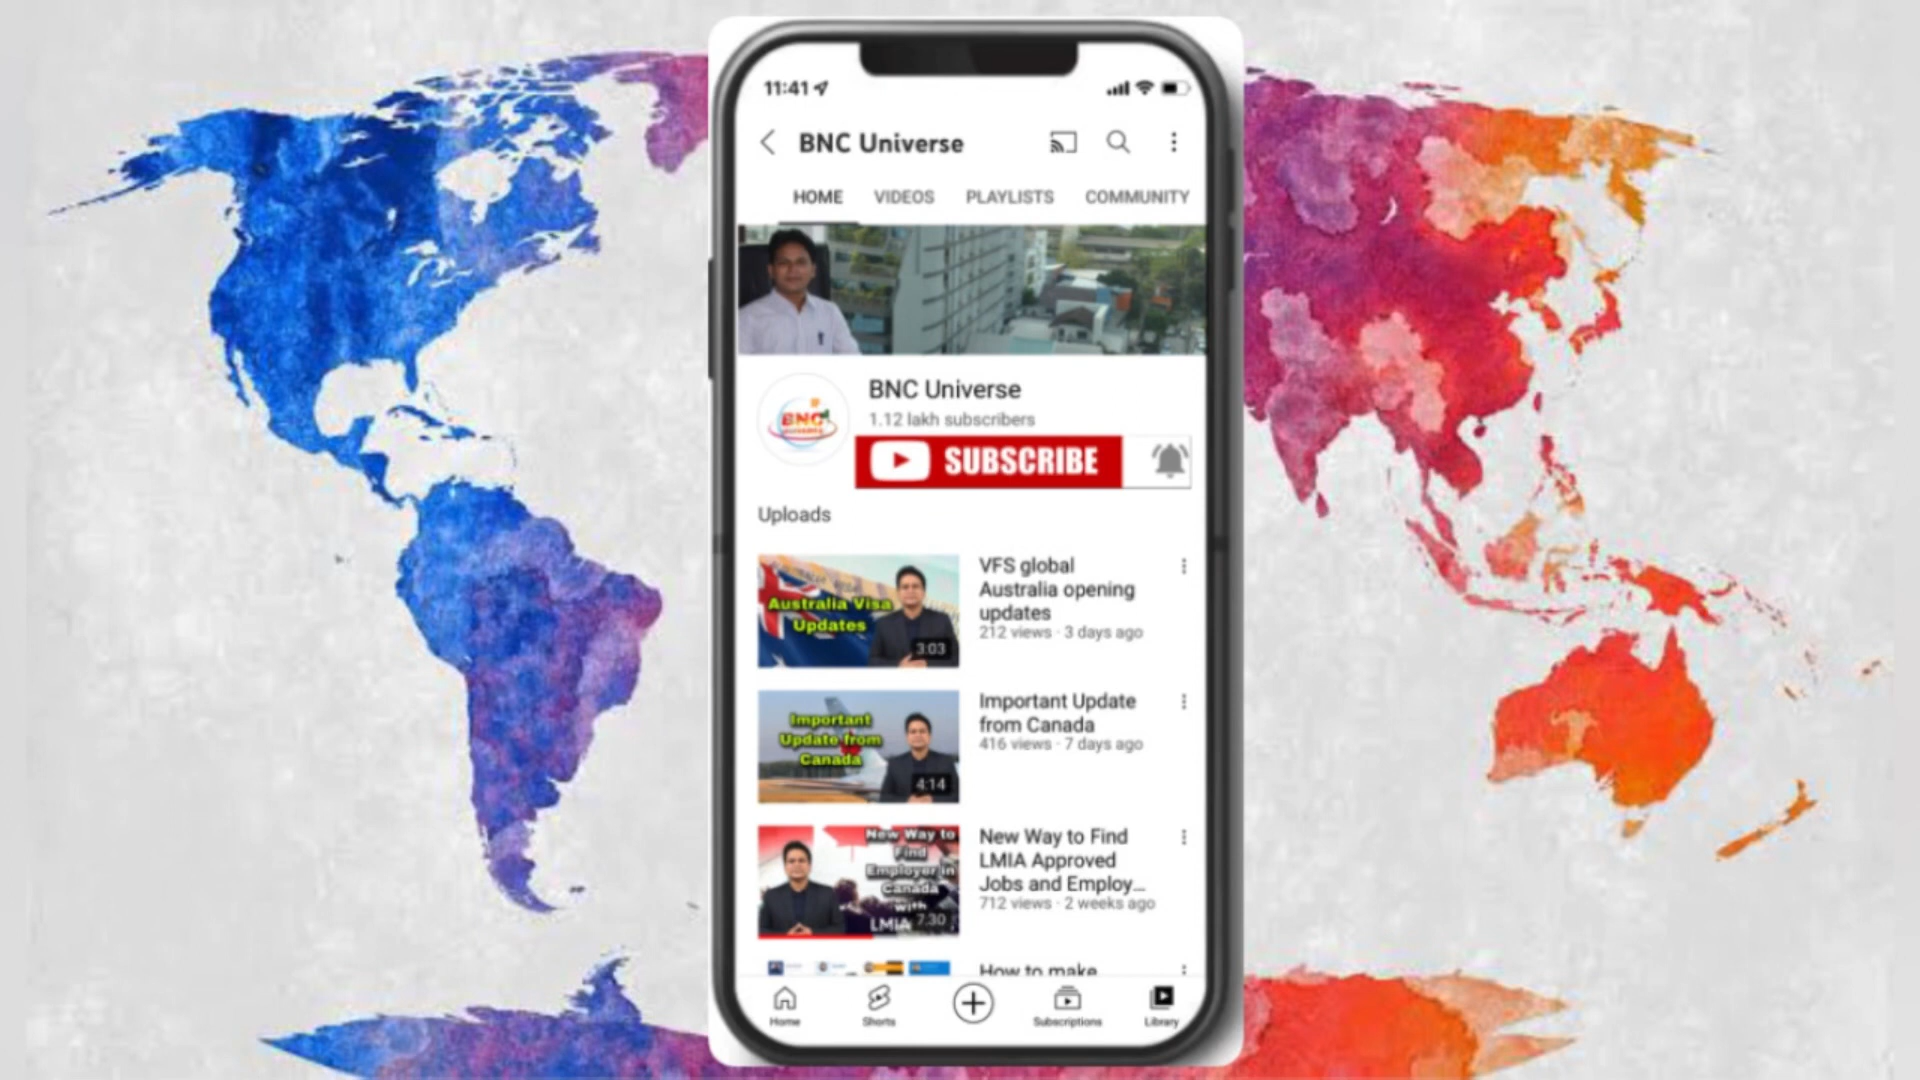 11:41
BNC Universe
HOME VIDEOS PLAYLISTS COMMUNITY
BNC Universe
BNC
1.12 lakh subscribers
SUBSCRIBE
Uploads
Australia Visa
Updates
3:03
VFS global
Australia opening
updates
212 views · 3 days ago
Important
Update from
Canada
4:14
Important Update
from Canada
416 views · 7 days ago
New Way to
Find
Employer in
Canada
with
LMIA
7:30
New Way to Find
LMIA Approved
Jobs and Employ...
712 views · 2 weeks ago
How to make
Home Shorts Subscriptions Library